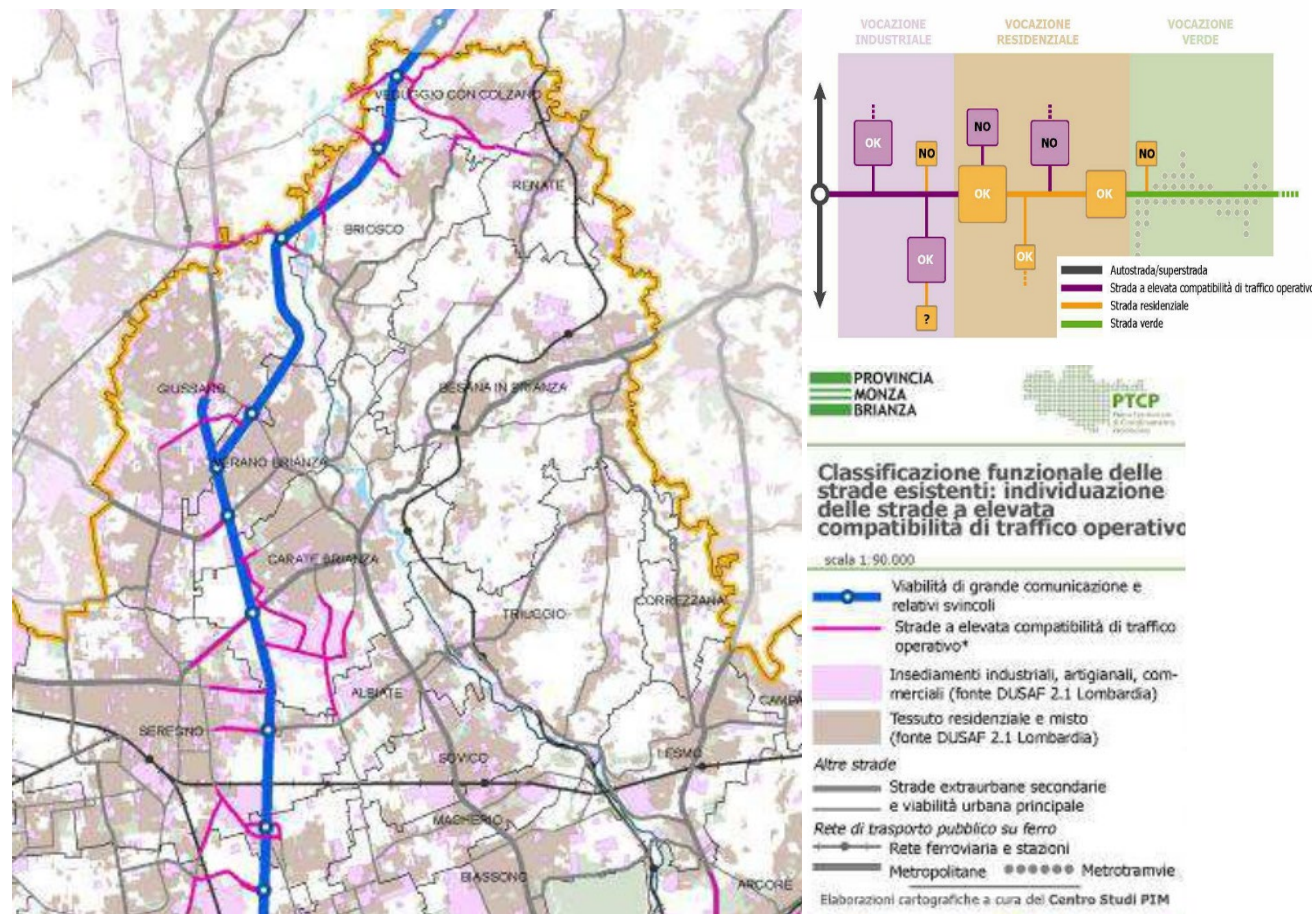 VEDUGGIO CON COLZANO
RENATE
BRIOSCO
GIUSSANO
BESANA IN BRIANZA
VERANO BRIANZA
CARATE BRIANZA
TRIUGGIO
CORREZZANA
ALBIATE
CAMPA
SEREGNO
SOVICO
LESMO
MACHERIO
BIASSONO
ARCORE
VOCAZIONE INDUSTRIALE
VOCAZIONE RESIDENZIALE
VOCAZIONE VERDE
OK
NO
NO
NO
NO
OK
OK
OK
OK
?
Autostrada/superstrada
Strada a elevata compatibilità di traffico operativo
Strada residenziale
Strada verde
PROVINCIA
MONZA
BRIANZA
PTCP
Classificazione funzionale delle
strade esistenti: individuazione
delle strade a elevata
compatibilità di traffico operativo
scala 1:90.000
Viabilità di grande comunicazione e
relativi svincoli
Strade a elevata compatibilità di traffico
operativo*
Insediamenti industriali, artigianali, com-
merciali (fonte DUSAF 2.1 Lombardia)
Tessuto residenziale e misto
(fonte DUSAF 2.1 Lombardia)
Altre strade
Strade extraurbane secondarie
e viabilità urbana principale
Rete di trasporto pubblico su ferro
Rete ferroviaria e stazioni
Metropolitane
Metrotramvie
Elaborazioni cartografiche a cura del Centro Studi PIM